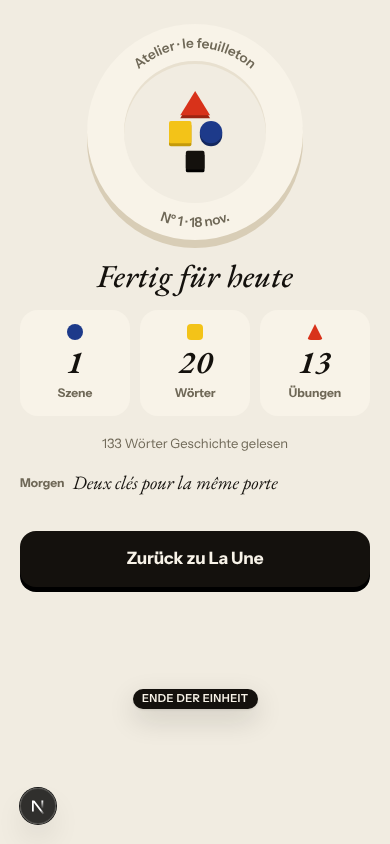 Atelier · le feuilleton
Nº 1 · 18 nov.
Fertig für heute
1
Szene
20
Wörter
13
Übungen
133 Wörter Geschichte gelesen
Morgen Deux clés pour la même porte
Zurück zu La Une
ENDE DER EINHEIT
N